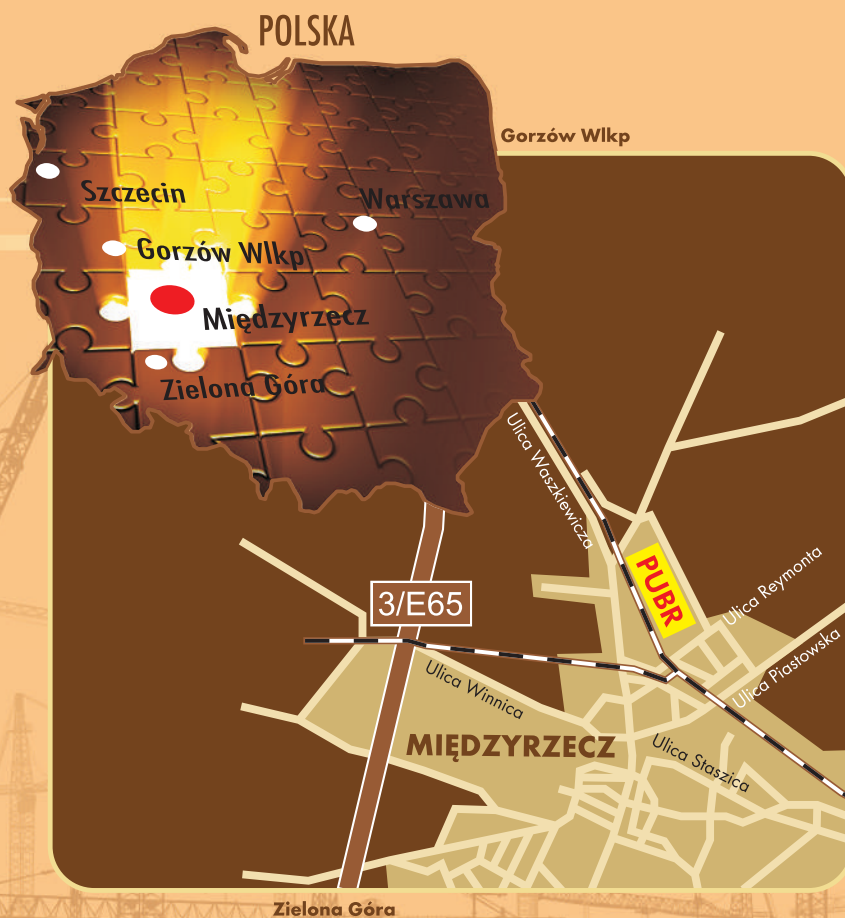 POLSKA
Gorzów Wlkp
Szczecin
Warszawa
Gorzów Wlkp
Międzyrzecz
Zielona Góra
Ulica Waszkiewicza
PUBR
Ulica Reymonta
3/E65
Ulica Piastowska
Ulica Winnica
MIĘDZYRZECZ
Ulica Staszica
Zielona Góra